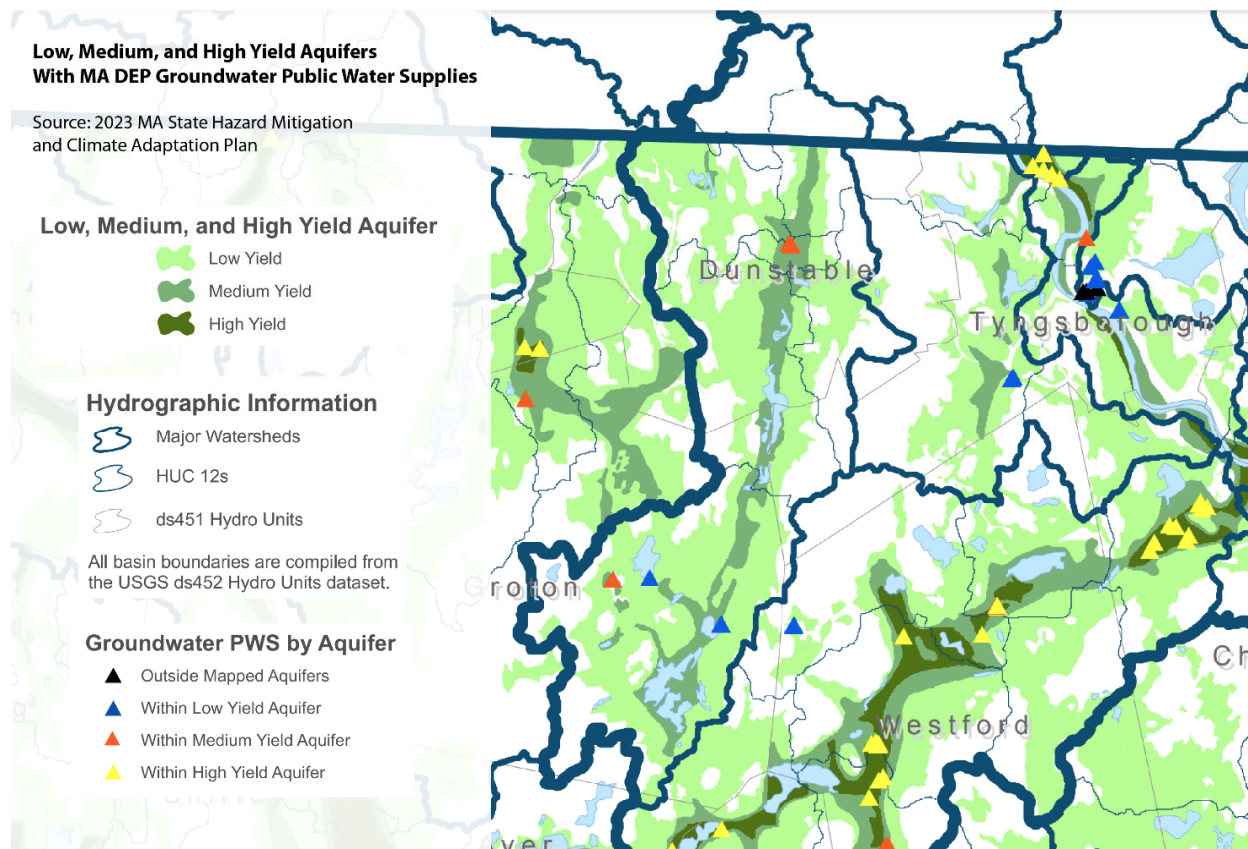 Low, Medium, and High Yield Aquifers
With MA DEP Groundwater Public Water Supplies
Source: 2023 MA State Hazard Mitigation
and Climate Adaptation Plan
Low, Medium, and High Yield Aquifer
Low Yield
Medium Yield
High Yield
Hydrographic Information
Major Watersheds
HUC 12s
ds451 Hydro Units
All basin boundaries are compiled from
the USGS ds452 Hydro Units dataset.
Groundwater PWS by Aquifer
Outside Mapped Aquifers
Within Low Yield Aquifer
Within Medium Yield Aquifer
Within High Yield Aquifer
Dunstable
Tyngsborough
Groton
Ch
Westford
yer